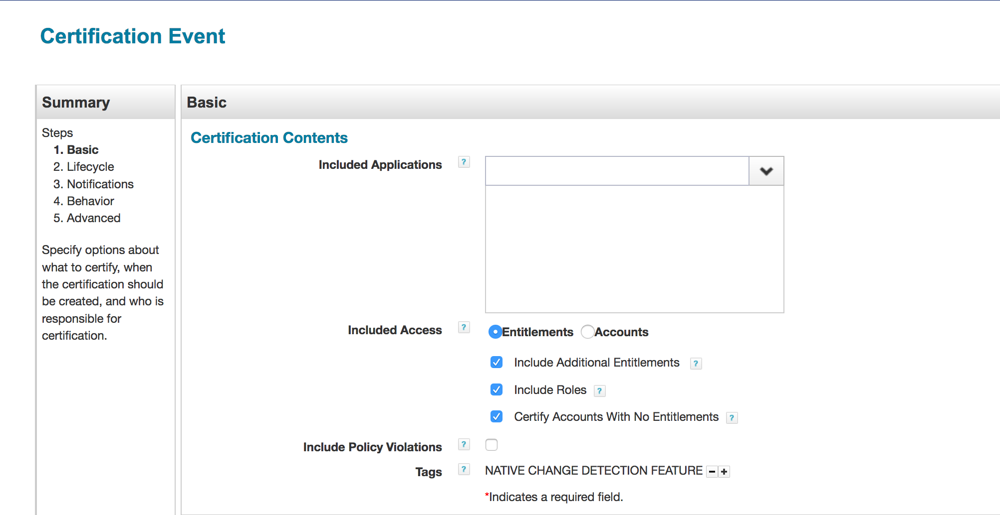 Certification Event
Summary
Steps
1. Basic
2. Lifecycle
3. Notifications
4. Behavior
5. Advanced
Specify options about
what to certify, when
the certification should
be created, and who is
responsible for
certification.
Basic
Certification Contents
Included Applications ?
Included Access ? Entitlements Accounts
Include Additional Entitlements ?
Include Roles ?
Certify Accounts With No Entitlements ?
Include Policy Violations ?
Tags ? NATIVE CHANGE DETECTION FEATURE - +
*Indicates a required field.